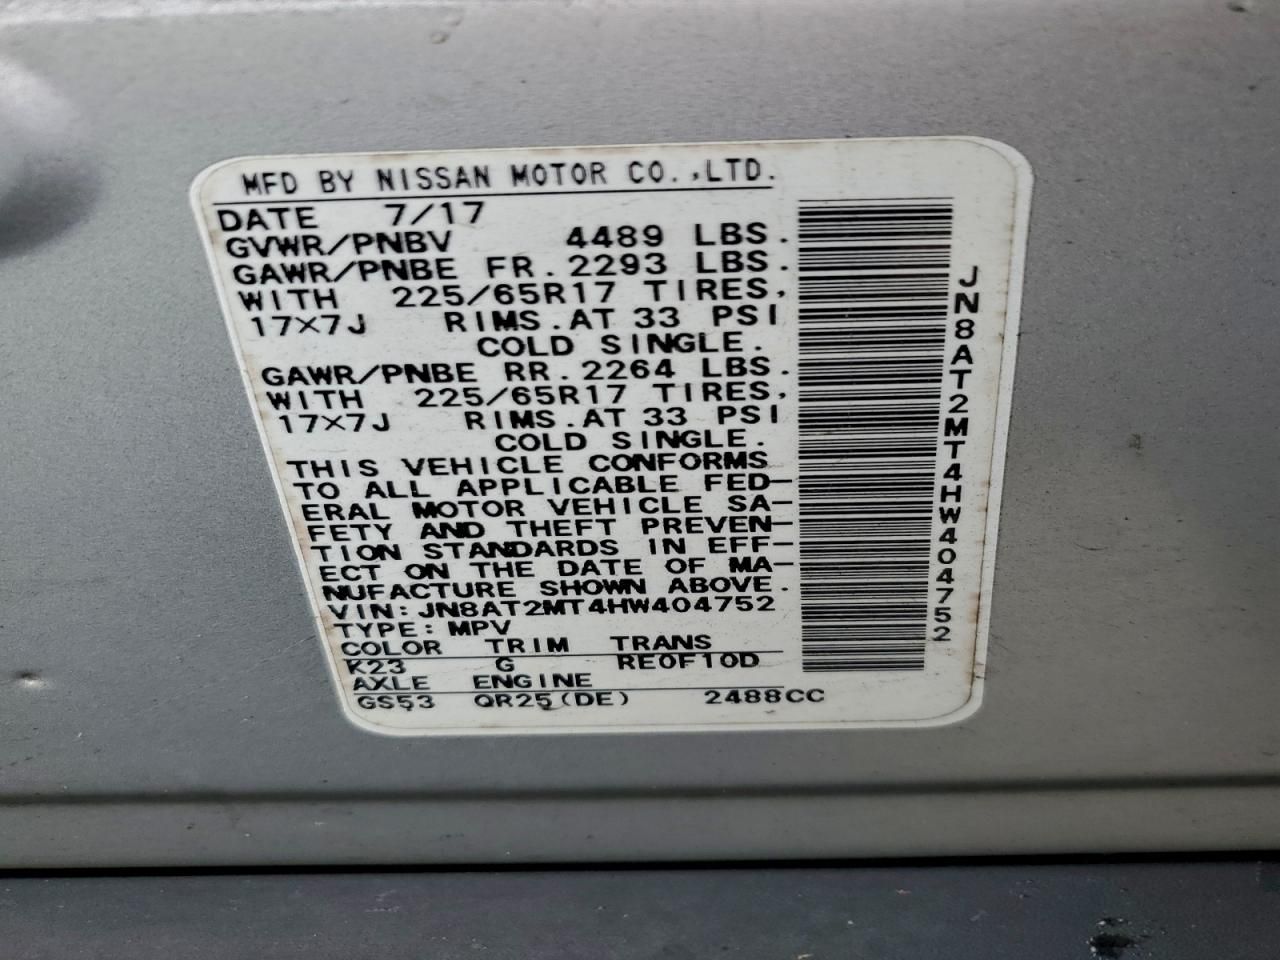 MFD BY NISSAN MOTOR CO.,LTD.
DATE 7/17
GVWR/PNBV 4489 LBS.
GAWR/PNBE FR.2293 LBS.
WITH 225/65R17 TIRES,
17×7J RIMS.AT 33 PSI
COLD SINGLE.
GAWR/PNBE RR.2264 LBS.
WITH 225/65R17 TIRES,
17×7J RIMS.AT 33 PSI
COLD SINGLE.
THIS VEHICLE CONFORMS
TO ALL APPLICABLE FED-
ERAL MOTOR VEHICLE SA-
FETY AND THEFT PREVEN-
TION STANDARDS IN EFF-
ECT ON THE DATE OF MA-
NUFACTURE SHOWN ABOVE.
VIN:JN8AT2MT4HW404752
TYPE:MPV
COLOR TRIM TRANS
K23 G RE0F10D
AXLE ENGINE
GS53 QR25(DE) 2488CC
JN8AT2MT4HW404752